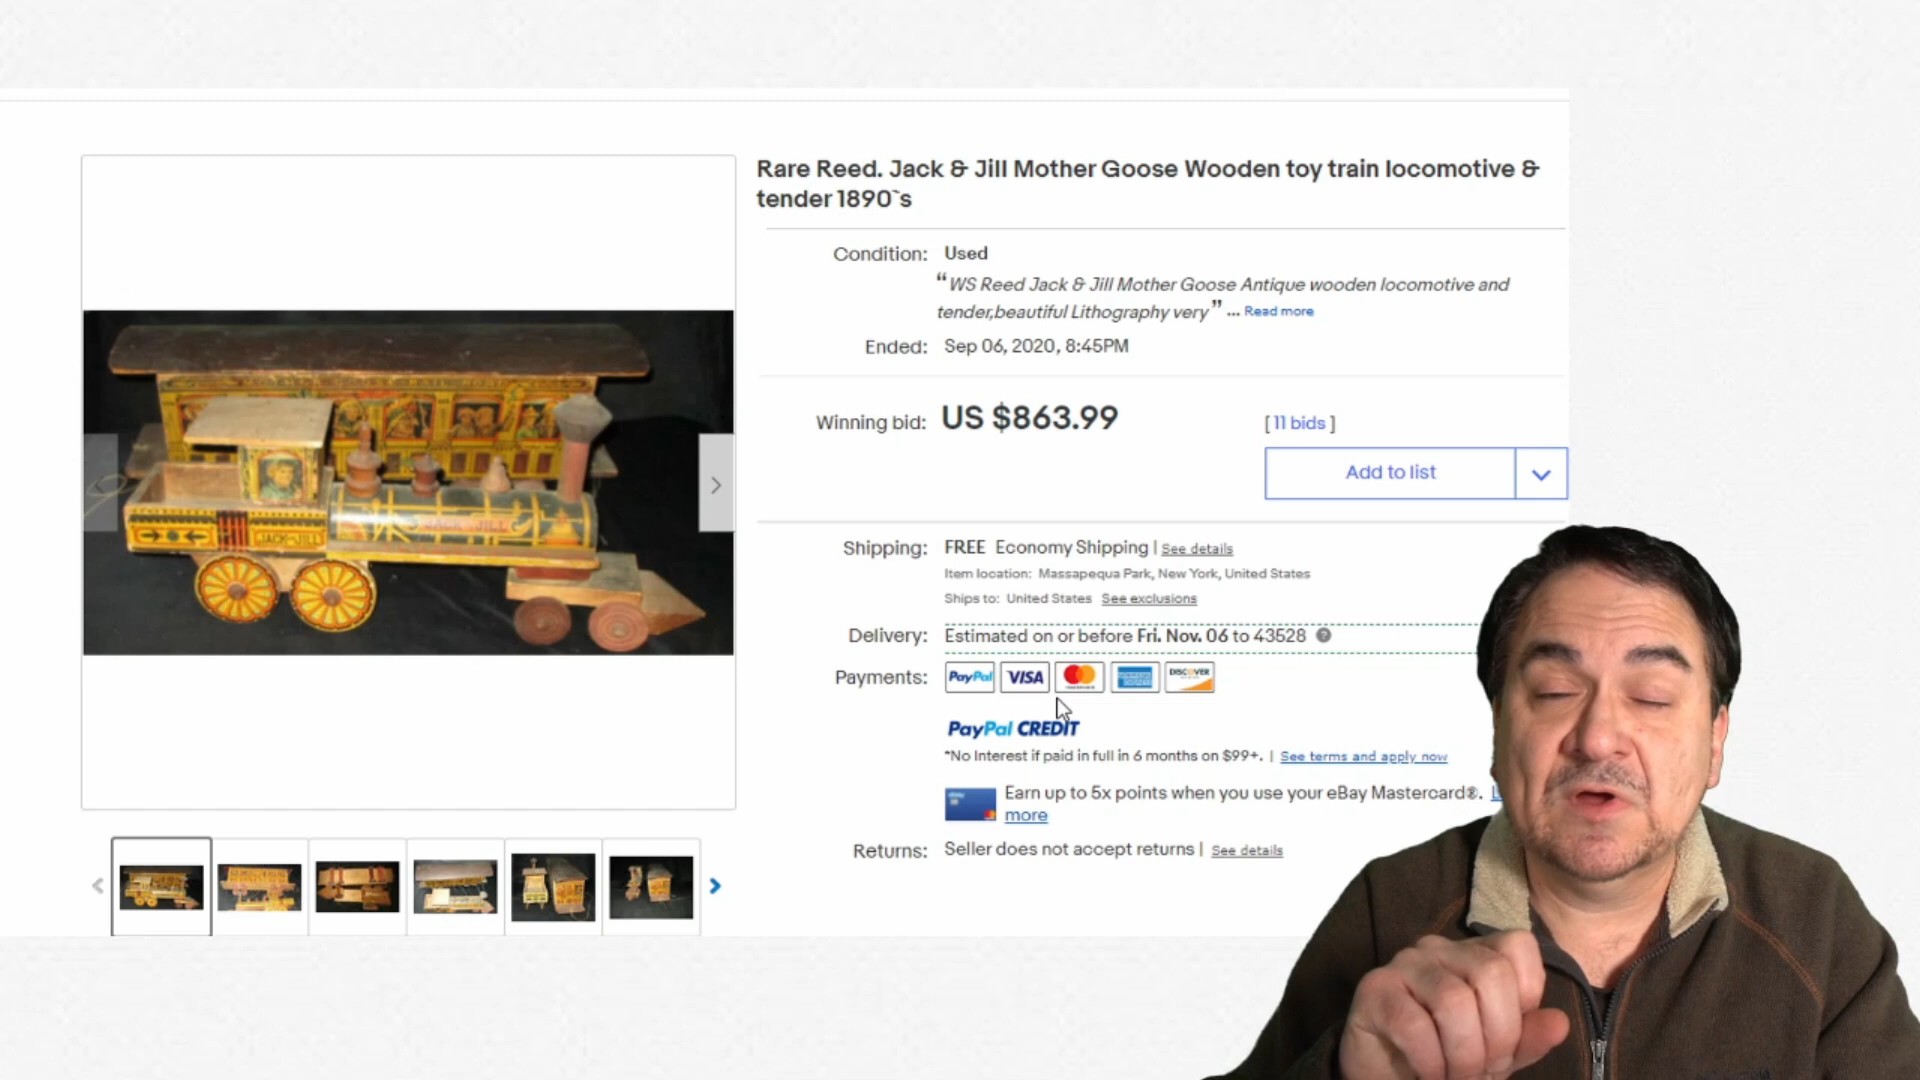 Rare Reed. Jack & Jill Mother Goose Wooden toy train locomotive &
tender 1890`s
Condition: Used
“WS Reed Jack & Jill Mother Goose Antique wooden locomotive and
tender,beautiful Lithography very” ... Read more
Ended: Sep 06, 2020, 8:45PM
Winning bid: US $863.99 [ 11 bids ]
Add to list
Shipping: FREE Economy Shipping | See details
Item location: Massapequa Park, New York, United States
Ships to: United States See exclusions
Delivery: Estimated on or before Fri. Nov. 06 to 43528
Payments: PayPal VISA DISCOVER
PayPal CREDIT
*No Interest if paid in full in 6 months on $99+. | See terms and apply now
Earn up to 5x points when you use your eBay Mastercard®.
more
Returns: Seller does not accept returns | See details
JACK JILL
JACK JILL